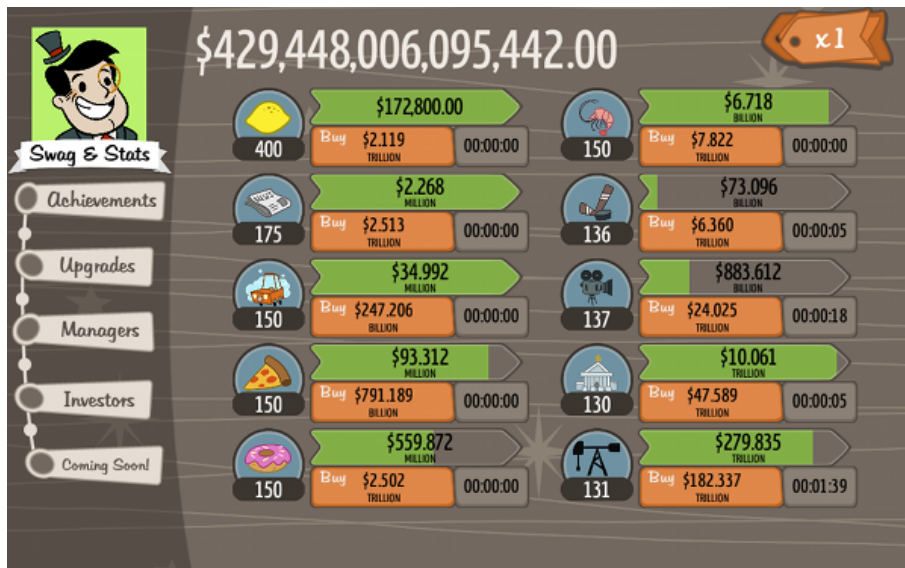 $429,448,006,095,442.00
x1
Swag & Stats
Achievements
Upgrades
Managers
Investors
Coming Soon!
$172,800.00
400
Buy $2.119
TRILLION
00:00:00
$2.268
MILLION
175
Buy $2.513
TRILLION
00:00:00
$34.992
MILLION
150
Buy $247.206
BILLION
00:00:00
$93.312
MILLION
150
Buy $791.189
BILLION
00:00:00
$559.872
MILLION
150
Buy $2.502
TRILLION
00:00:00
$6.718
BILLION
150
Buy $7.822
TRILLION
00:00:00
$73.096
BILLION
136
Buy $6.360
TRILLION
00:00:05
$883.612
BILLION
137
Buy $24.025
TRILLION
00:00:18
$10.061
TRILLION
130
Buy $47.589
TRILLION
00:00:05
$279.835
TRILLION
131
Buy $182.337
TRILLION
00:01:39